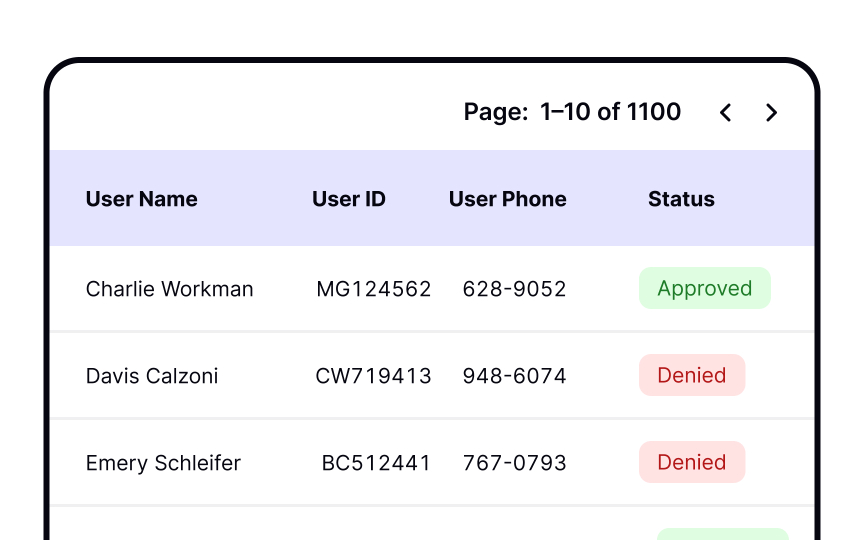 Page: 1–10 of 1100
User Name User ID User Phone Status
Charlie Workman MG124562 628-9052 Approved
Davis Calzoni CW719413 948-6074 Denied
Emery Schleifer BC512441 767-0793 Denied